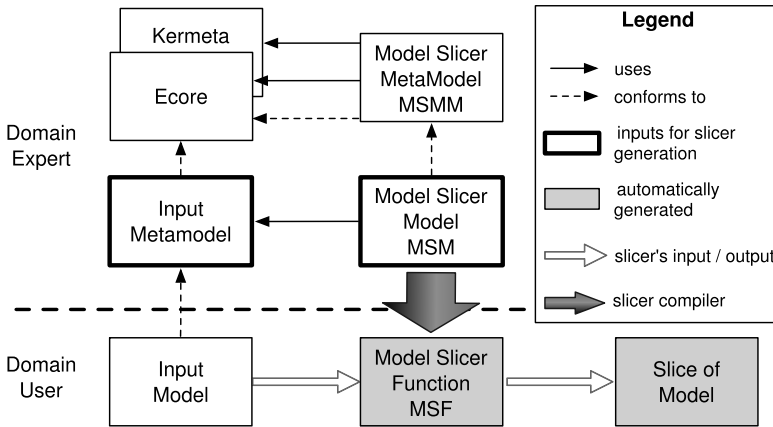 Kermeta
Ecore
Model Slicer
MetaModel
MSMM
Domain
Expert
Input
Metamodel
Model Slicer
Model
MSM
Domain
User
Input
Model
Model Slicer
Function
MSF
Slice of
Model
Legend
uses
conforms to
inputs for slicer
generation
automatically
generated
slicer's input / output
slicer compiler